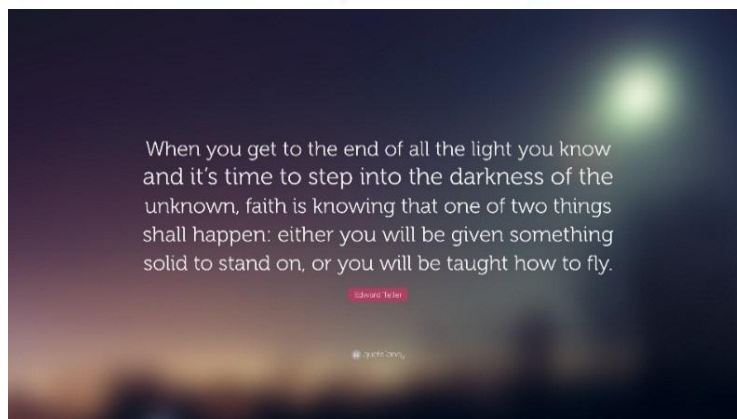 When you get to the end of all the light you know
and it's time to step into the darkness of the
unknown, faith is knowing that one of two things
shall happen: either you will be given something
solid to stand on, or you will be taught how to fly.
Edward Teller
quotefancy